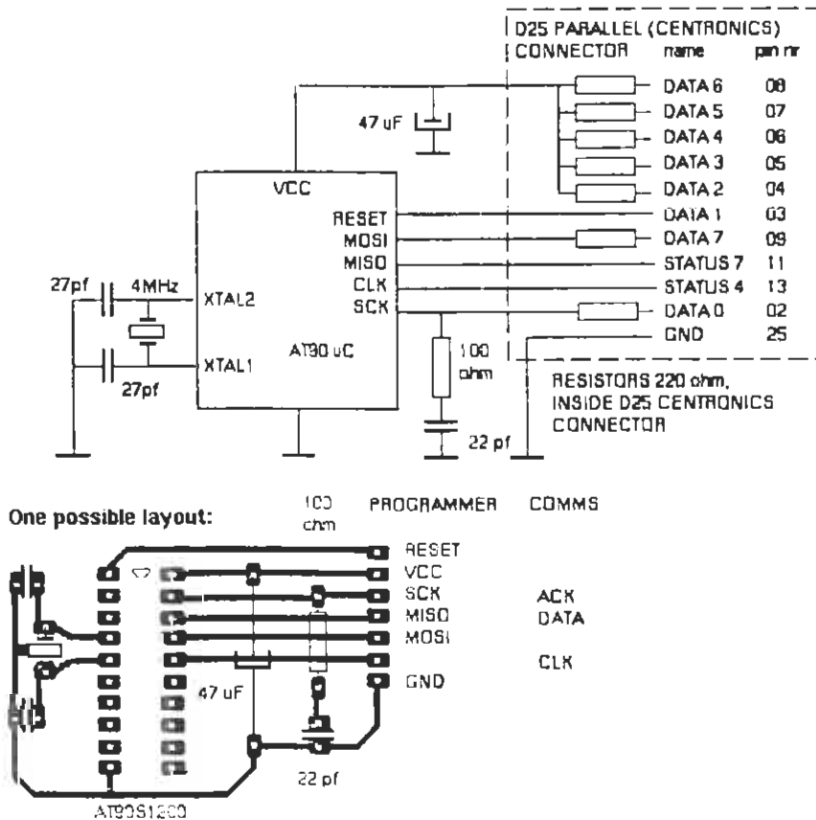 D25 PARALLEL (CENTRONICS)
CONNECTOR name pin nr
DATA 6 08
DATA 5 07
47 uF
DATA 4 06
DATA 3 05
VCC
DATA 2 04
RESET
DATA 1 03
MOSI
DATA 7 09
MISO
STATUS 7 11
27pf 4MHz
CLK
STATUS 4 13
XTAL2
SCK
DATA 0 02
GND 25
AT90 uC
100
ohm
XTAL1
27pf
RESISTORS 220 ohm,
INSIDE D25 CENTRONICS
CONNECTOR
22 pf
One possible layout:
100
ohm
PROGRAMMER COMMS
RESET
VCC
SCK ACK
MISO DATA
MOSI
CLK
GND
47 uF
22 pf
AT90S1200